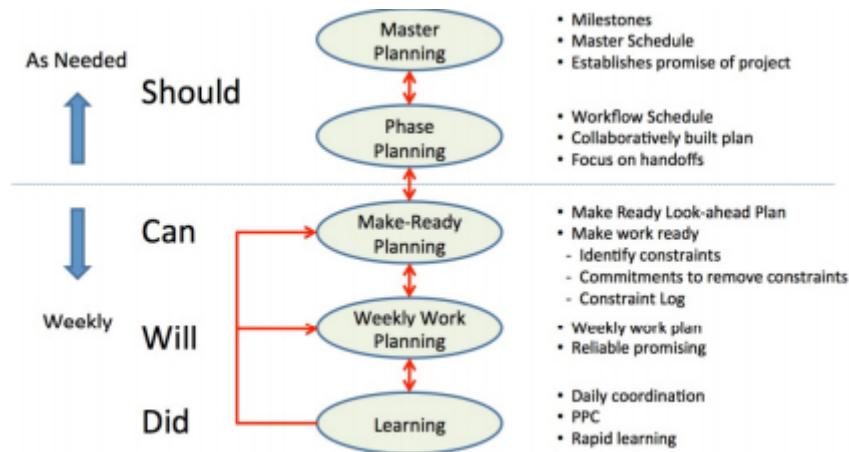 As Needed
Should
Master
Planning
• Milestones
• Master Schedule
• Establishes promise of project
Phase
Planning
• Workflow Schedule
• Collaboratively built plan
• Focus on handoffs
Can
Make-Ready
Planning
• Make Ready Look-ahead Plan
• Make work ready
- Identify constraints
- Commitments to remove constraints
- Constraint Log
Weekly
Will
Weekly Work
Planning
• Weekly work plan
• Reliable promising
Did
Learning
• Daily coordination
• PPC
• Rapid learning